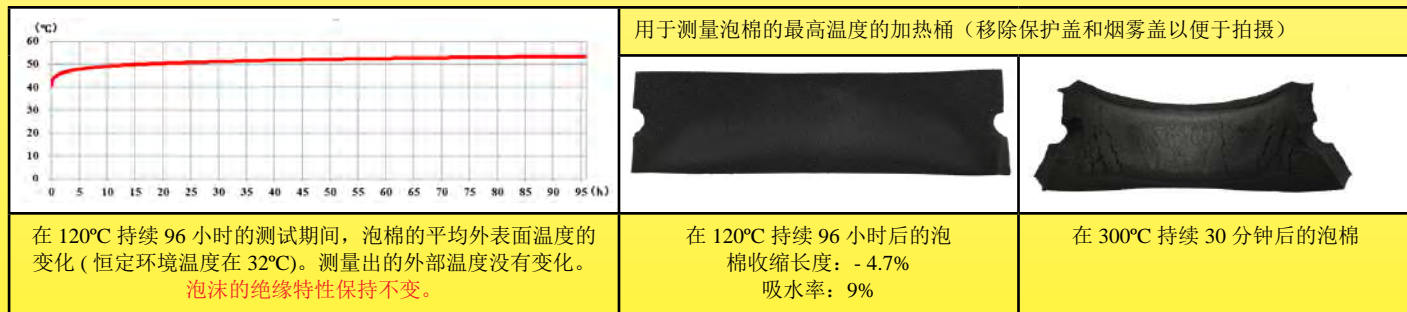 (℃)
60
50
40
30
20
10
0
0 5 10 15 20 25 30 35 40 45 50 55 60 65 70 75 80 85 90 95 (h)
用于测量泡棉的最高温度的加热桶（移除保护盖和烟雾盖以便于拍摄）
在 120ºC 持续 96 小时的测试期间，泡棉的平均外表面温度的
变化 ( 恒定环境温度在 32ºC)。测量出的外部温度没有变化。
泡沫的绝缘特性保持不变。
在 120ºC 持续 96 小时后的泡
棉收缩长度：- 4.7%
吸水率：9%
在 300ºC 持续 30 分钟后的泡棉